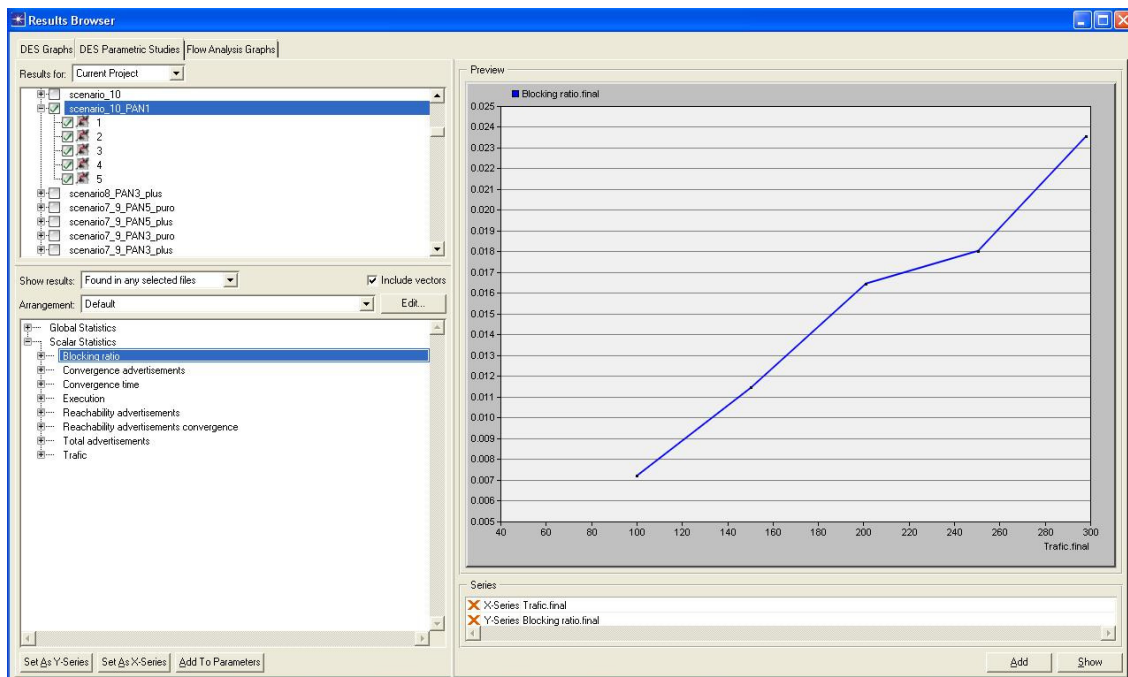 Results Browser
DES Graphs DES Parametric Studies Flow Analysis Graphs
Results for: Current Project
scenario_10
scenario_10_PAN1
1
2
3
4
5
scenario8_PAN3_plus
scenario7_9_PAN5_puro
scenario7_9_PAN5_plus
scenario7_9_PAN3_puro
scenario7_9_PAN3_plus
Show results: Found in any selected files Include vectors
Arrangement: Default Edit...
Global Statistics
Scalar Statistics
Blocking ratio
Convergence advertisements
Convergence time
Execution
Reachability advertisements
Reachability advertisements convergence
Total advertisements
Trafic
Set As Y-Series Set As X-Series Add To Parameters
Preview
Blocking ratio.final
0.025
0.024
0.023
0.022
0.021
0.020
0.019
0.018
0.017
0.016
0.015
0.014
0.013
0.012
0.011
0.010
0.009
0.008
0.007
0.006
0.005
40 60 80 100 120 140 160 180 200 220 240 260 280 300
Trafic.final
Series
X-Series Trafic.final
Y-Series Blocking ratio.final
Add Show